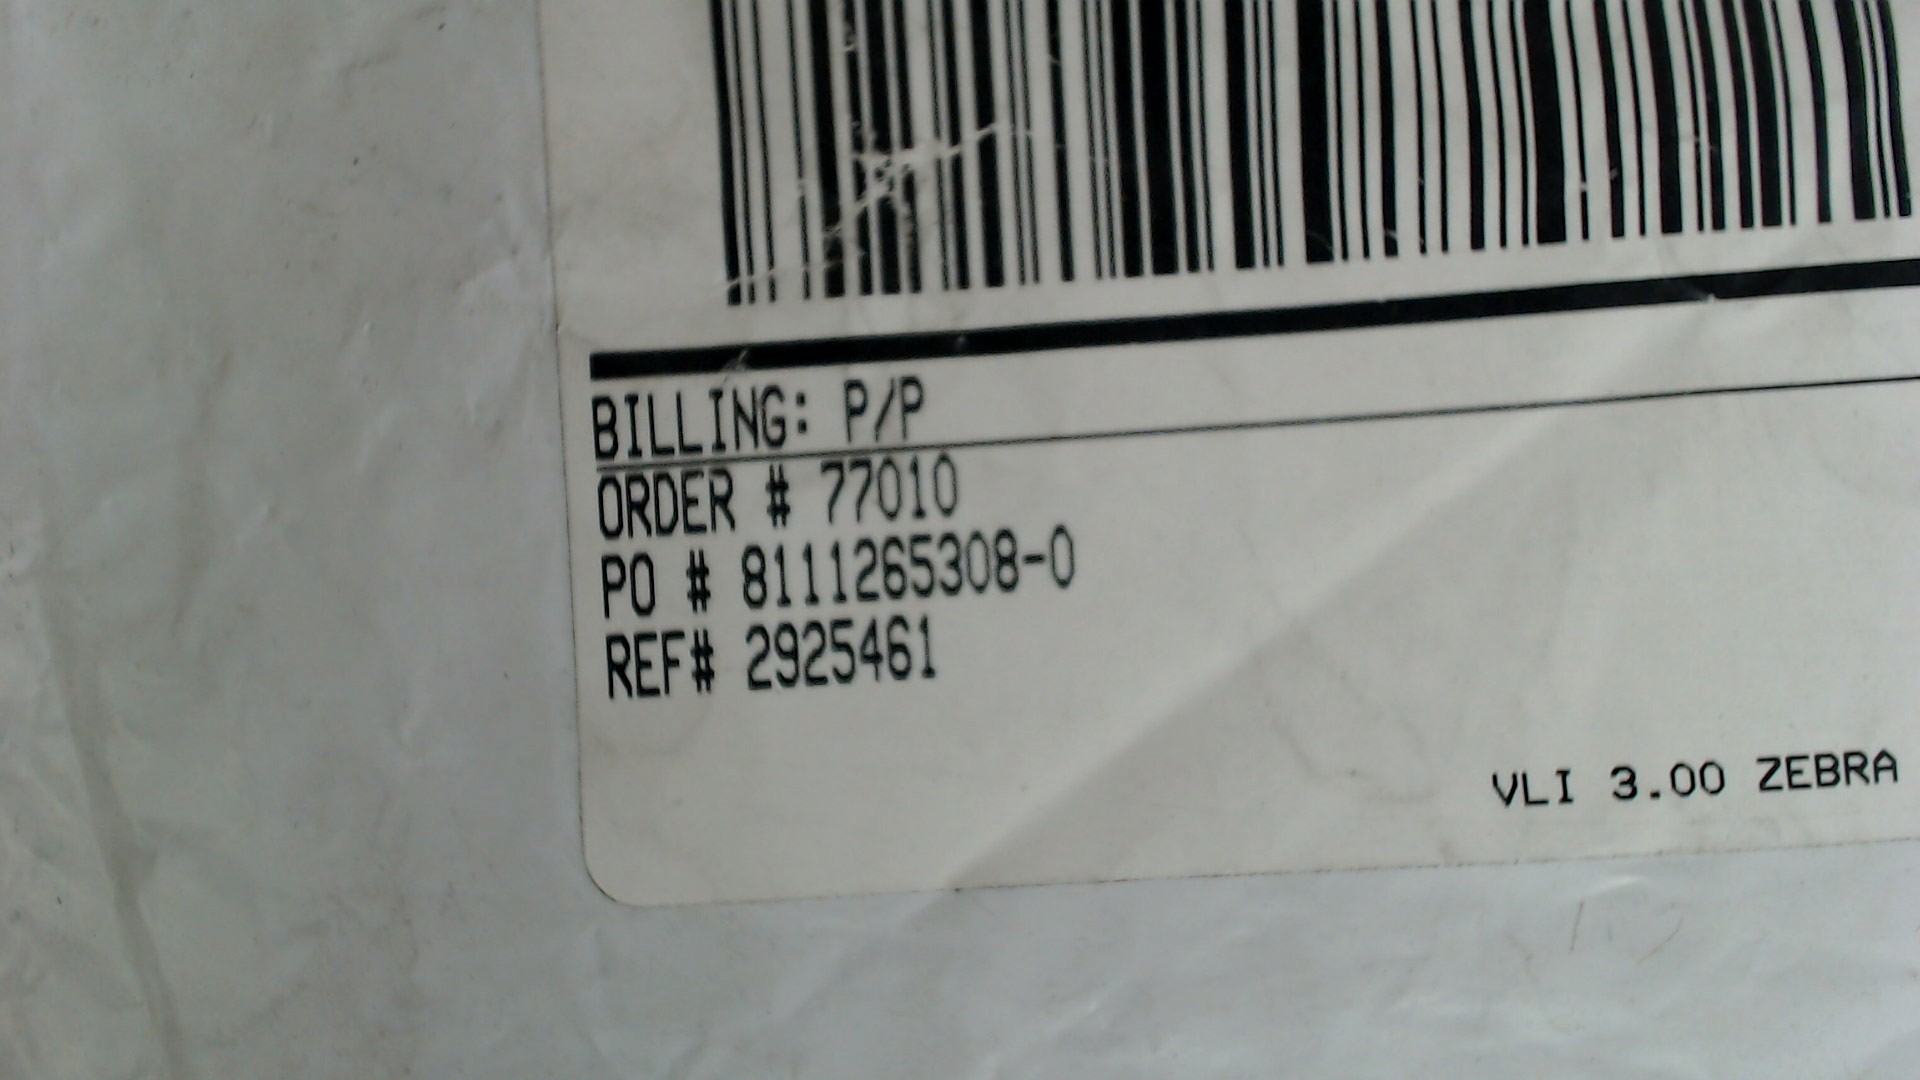 BILLING: P/P
ORDER # 77010
PO # 8111265308-0
REF# 2925461
VLI 3.00 ZEBRA